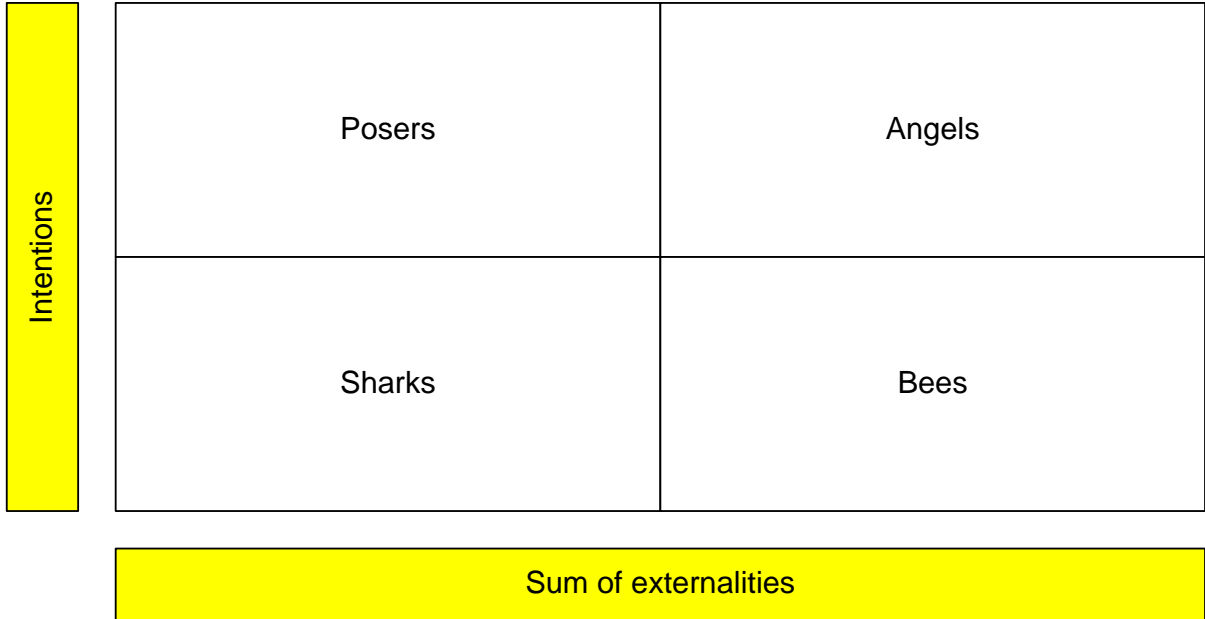 Posers
Angels
Intentions
Sharks
Bees
Sum of externalities